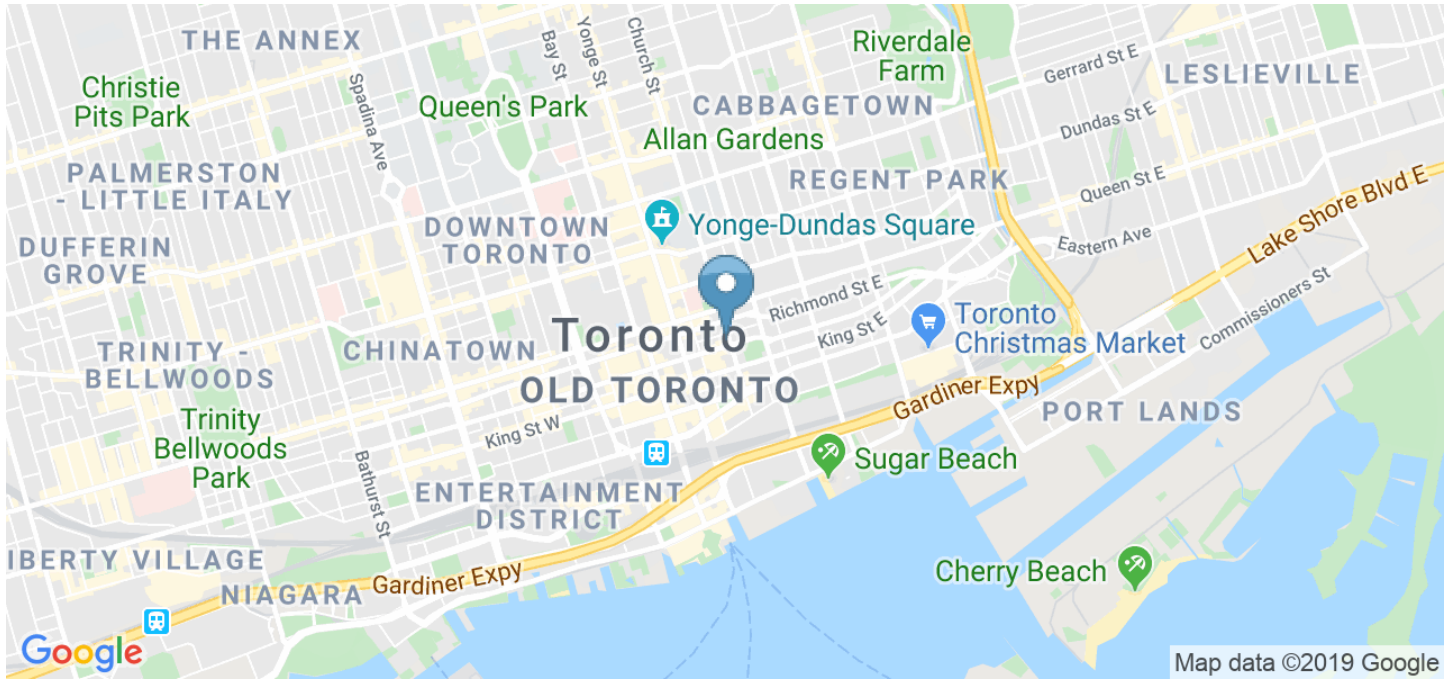 THE ANNEX
Bay St
Yonge St
Church St
Riverdale
Farm
Gerrard St E
LESLIEVILLE
Christie
Pits Park
Spadina Ave
Queen's Park
CABBAGETOWN
Dundas St E
Allan Gardens
PALMERSTON
- LITTLE ITALY
REGENT PARK
Queen St E
DOWNTOWN
TORONTO
Yonge-Dundas Square
Lake Shore Blvd E
DUFFERIN
GROVE
Eastern Ave
Richmond St E
Commissioners St
Toronto
King St E
Toronto
Christmas Market
TRINITY -
BELLWOODS
CHINATOWN
OLD TORONTO
Gardiner Expy
PORT LANDS
Trinity
Bellwoods
Park
King St W
Sugar Beach
Bathurst St
ENTERTAINMENT
DISTRICT
IBERTY VILLAGE
Gardiner Expy
Cherry Beach
NIAGARA
Google
Map data ©2019 Google